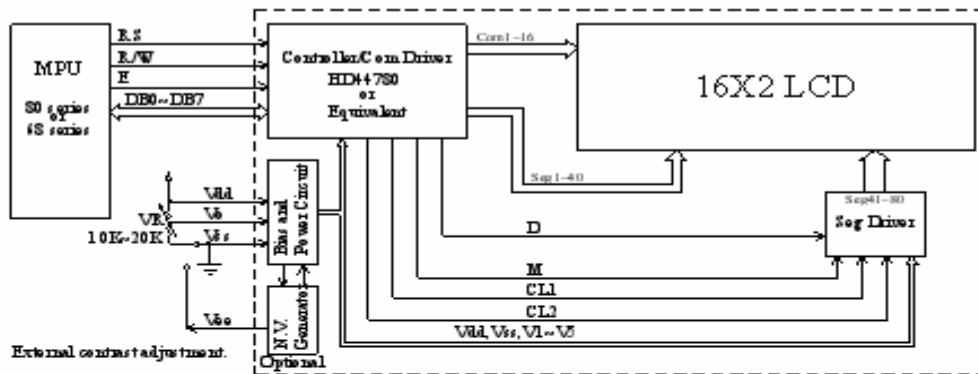 MPU
80 series
or
68 series
RS
R/W
E
DB0~DB7
Controller/Com Driver
HD44780
or
Equivalent
Com1~16
16X2 LCD
Seg1~40
Seg41~80
Seg Driver
D
M
CL1
CL2
Vdd, Vss, V1~V5
Vdd
Vo
Vss
VR
10K~20K
Bias and
Power Circuit
N.V.
Generator
Optional
Vee
External contrast adjustment.